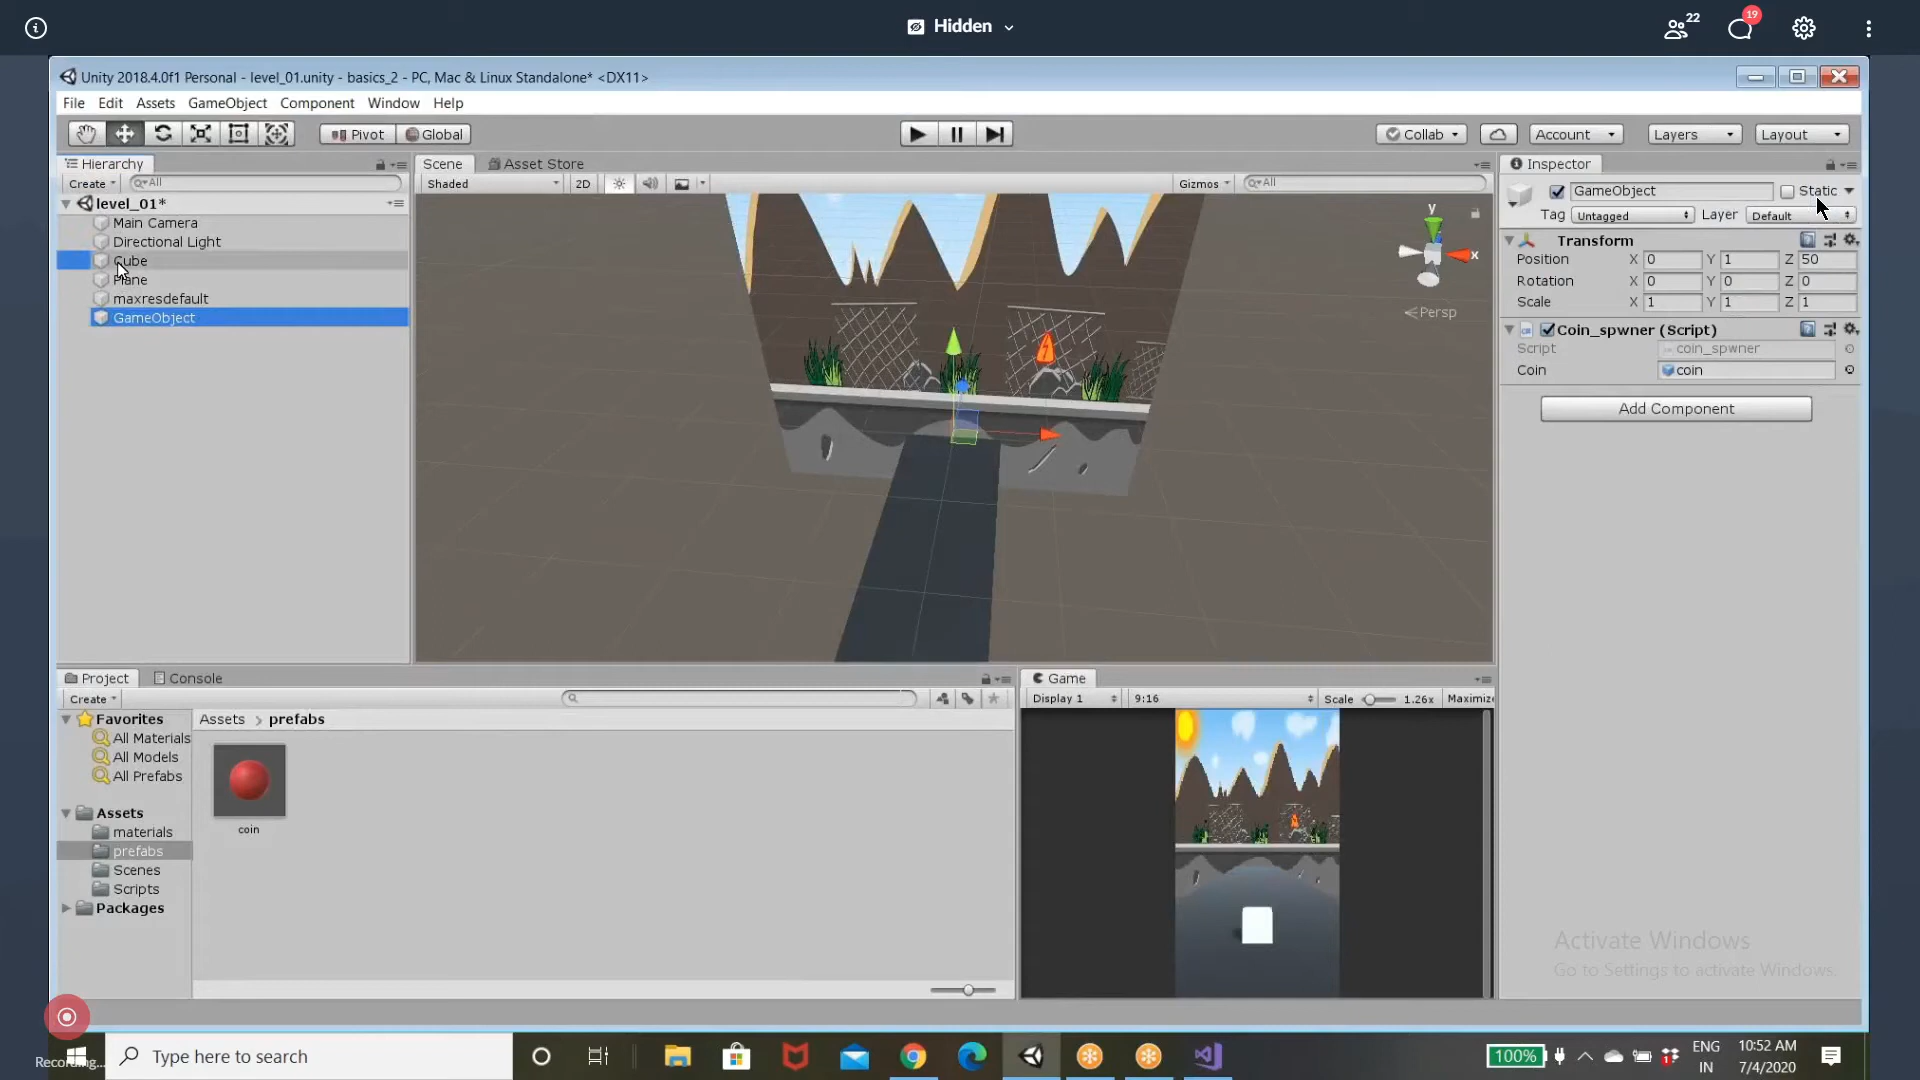 Hidden
22
19
Unity 2018.4.0f1 Personal - level_01.unity - basics_2 - PC, Mac & Linux Standalone* <DX11>
File Edit Assets GameObject Component Window Help
Pivot Global
Collab Account Layers Layout
Hierarchy
Create All
level_01*
Main Camera
Directional Light
Cube
Plane
maxresdefault
GameObject
Scene Asset Store
Shaded 2D Gizmos All
y
x
Persp
Inspector
GameObject Static
Tag Untagged Layer Default
Transform
Position X 0 Y 1 Z 50
Rotation X 0 Y 0 Z 0
Scale X 1 Y 1 Z 1
Coin_spwner (Script)
Script coin_spwner
Coin coin
Add Component
Project Console
Create
Favorites
All Materials
All Models
All Prefabs
Assets
materials
prefabs
Scenes
Scripts
Packages
Assets > prefabs
coin
Game
Display 1 9:16 Scale 1.26x Maximiz
Activate Windows
Go to Settings to activate Windows.
Recording...
Type here to search
100%
ENG
IN
10:52 AM
7/4/2020